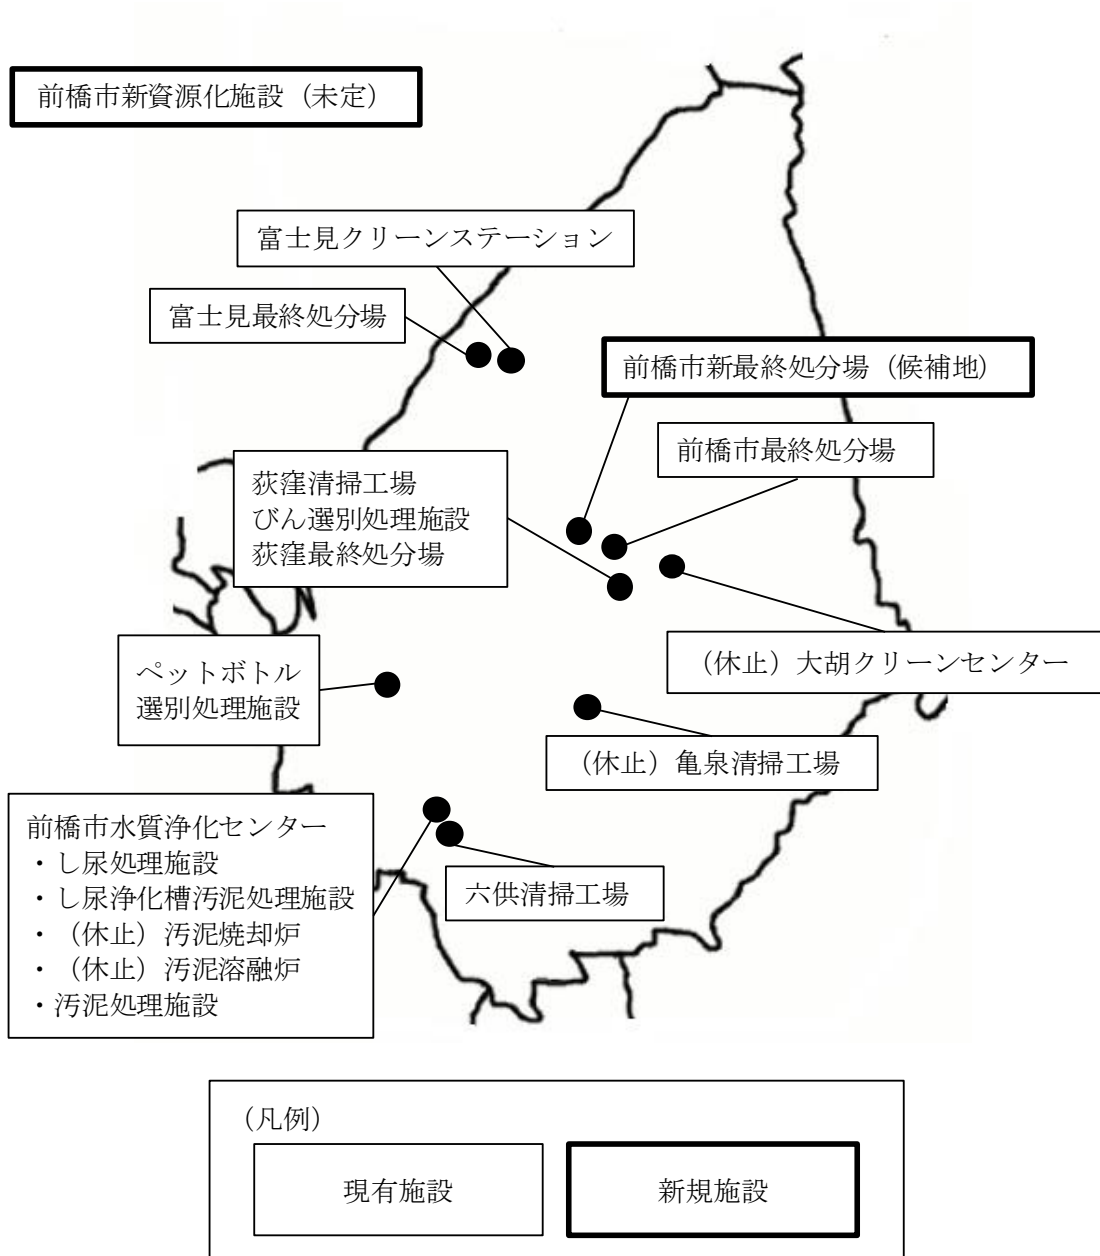 前橋市新資源化施設（未定）
富士見クリーンステーション
富士見最終処分場
前橋市新最終処分場（候補地）
前橋市最終処分場
荻窪清掃工場
びん選別処理施設
荻窪最終処分場
（休止）大胡クリーンセンター
ペットボトル
選別処理施設
（休止）亀泉清掃工場
前橋市水質浄化センター
・し尿処理施設
・し尿浄化槽汚泥処理施設
・（休止）汚泥焼却炉
・（休止）汚泥溶融炉
・汚泥処理施設
六供清掃工場
（凡例）
現有施設
新規施設